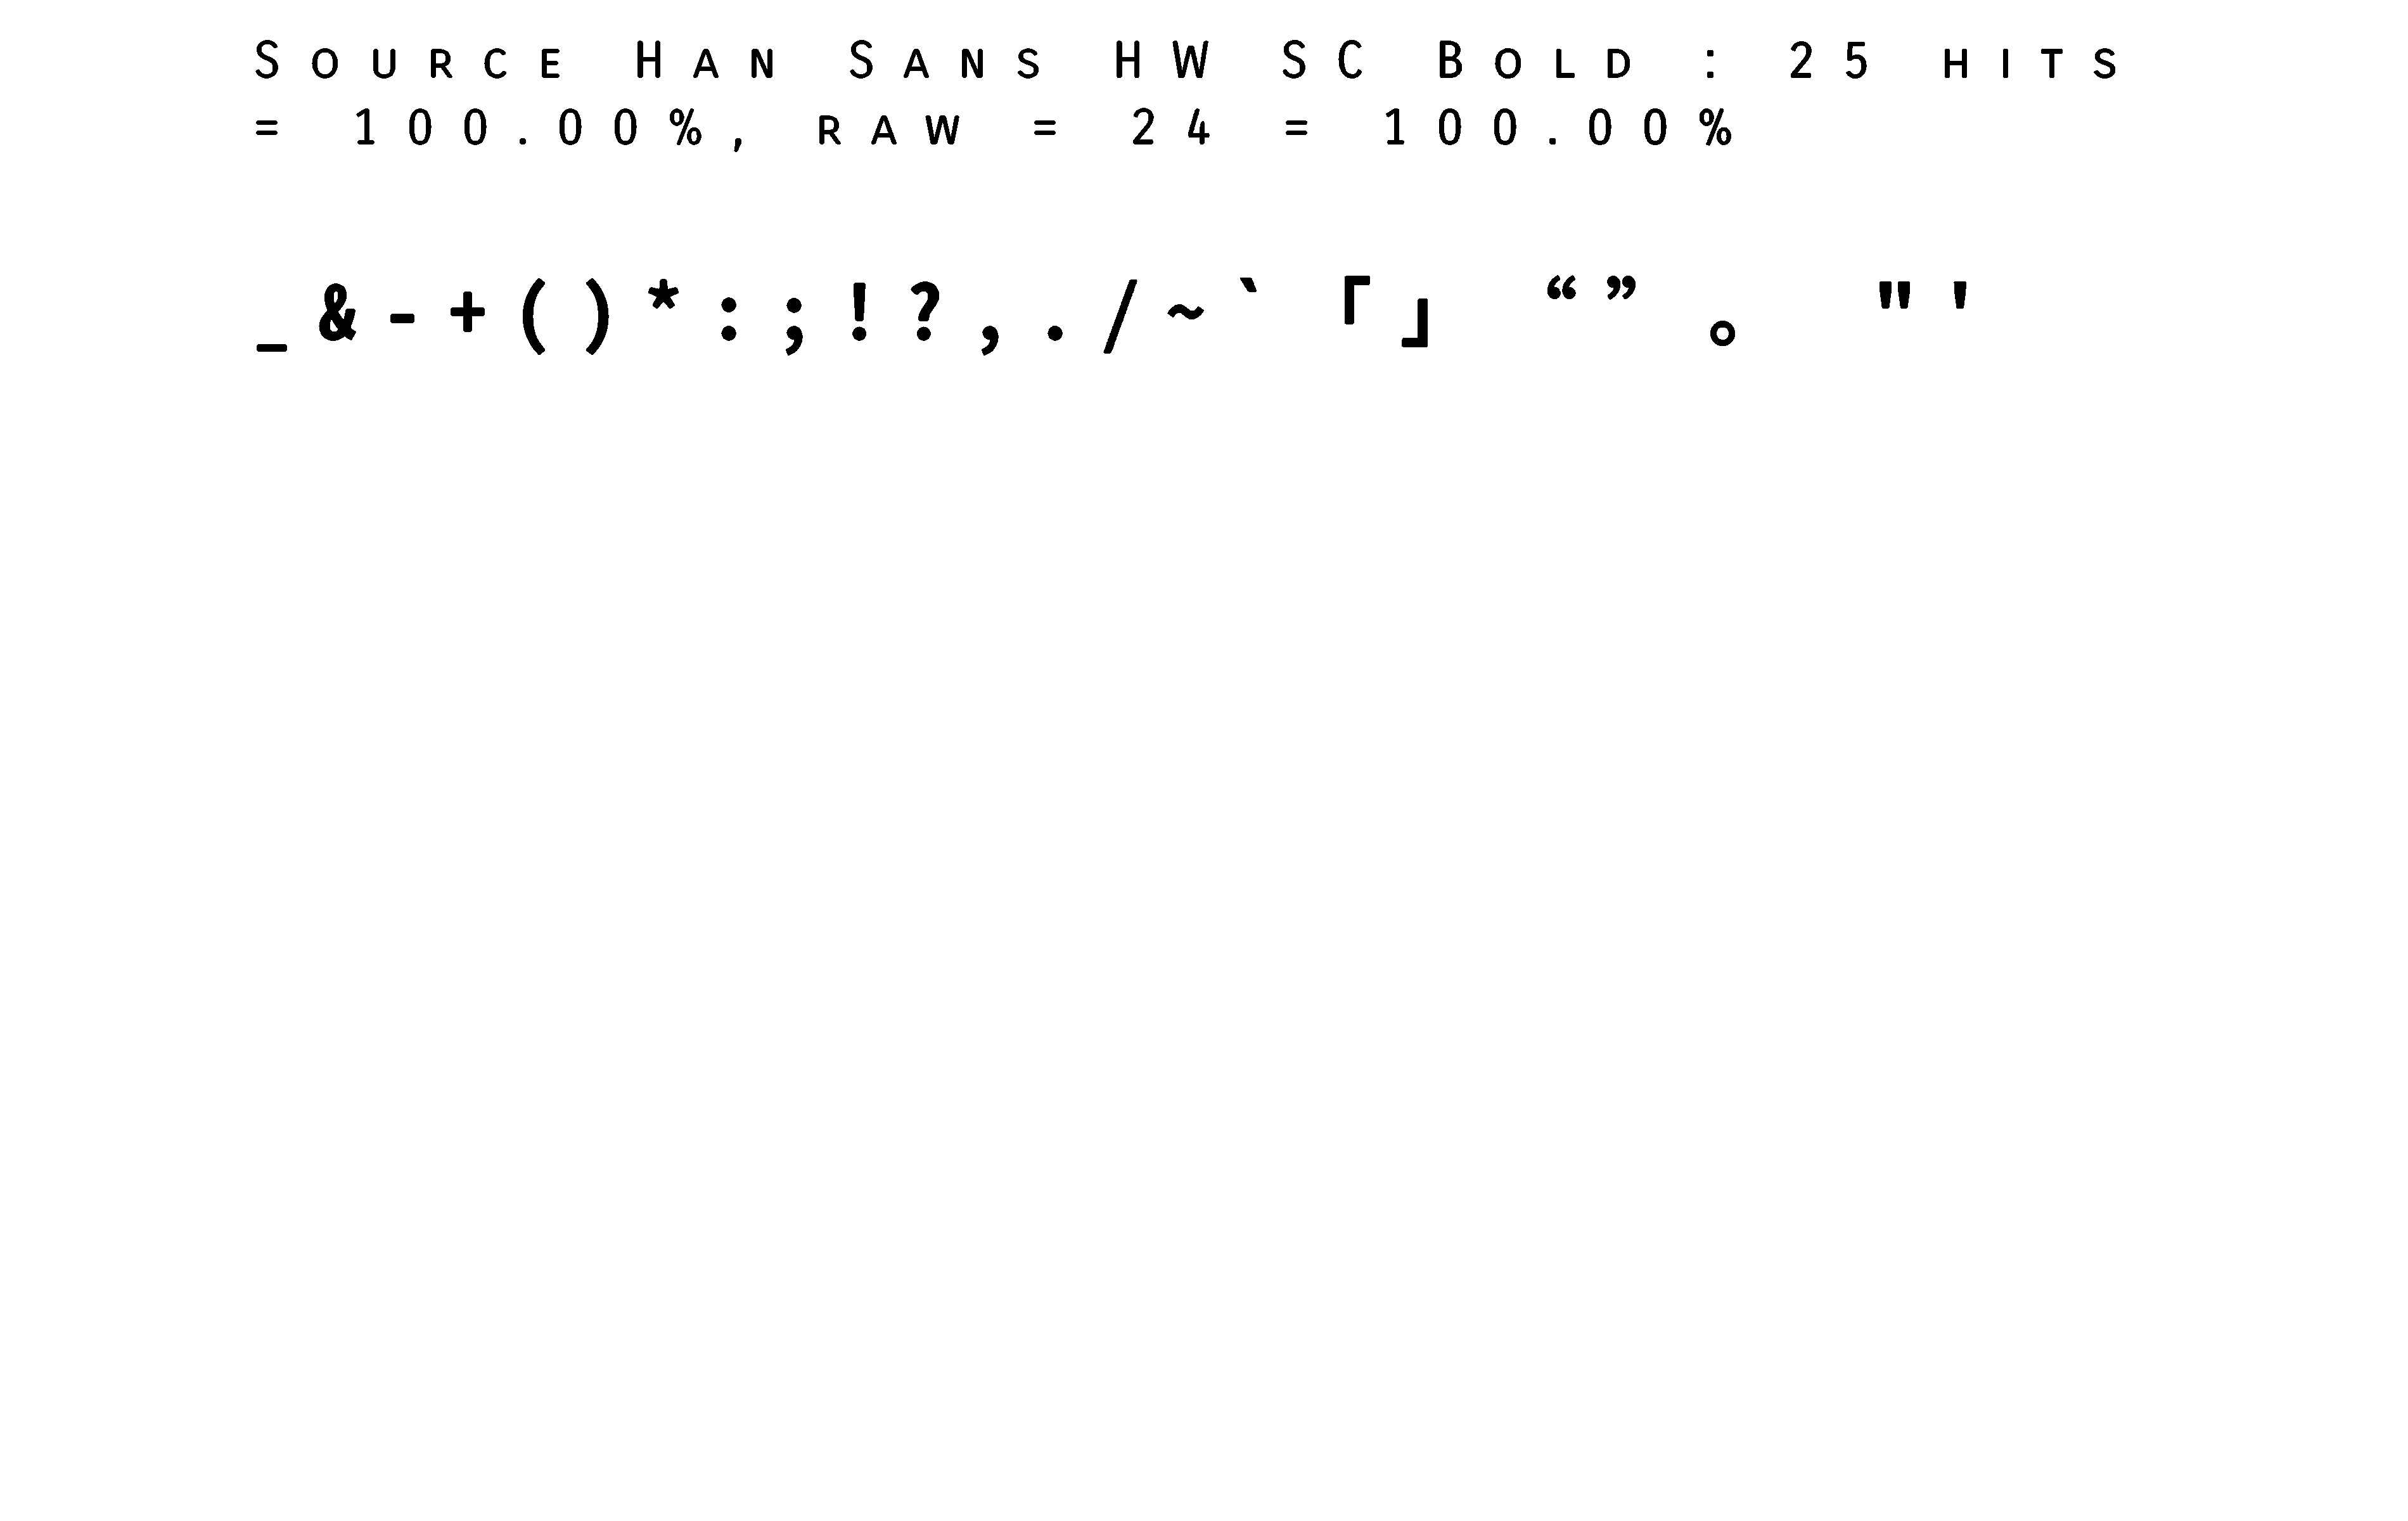 Source Han Sans HW SC Bold : 25 hits
= 100.00%, raw = 24 = 100.00%
_&-+()*:;!?,./~`「」“”。"'